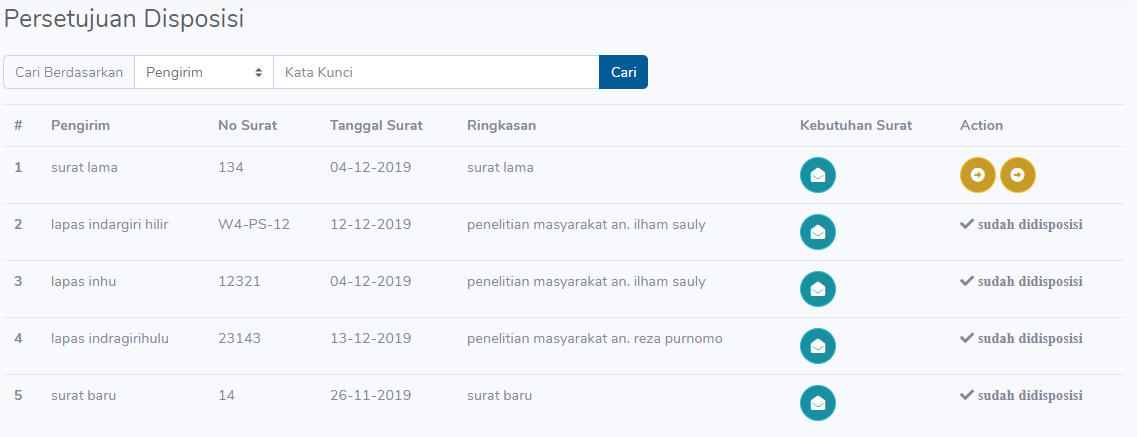 Persetujuan Disposisi
Cari Berdasarkan Pengirim Kata Kunci Cari
# Pengirim No Surat Tanggal Surat Ringkasan Kebutuhan Surat Action
1 surat lama 134 04-12-2019 surat lama
2 lapas indargiri hilir W4-PS-12 12-12-2019 penelitian masyarakat an. ilham sauly sudah didisposisi
3 lapas inhu 12321 04-12-2019 penelitian masyarakat an. ilham sauly sudah didisposisi
4 lapas indragirihulu 23143 13-12-2019 penelitian masyarakat an. reza purnomo sudah didisposisi
5 surat baru 14 26-11-2019 surat baru sudah didisposisi